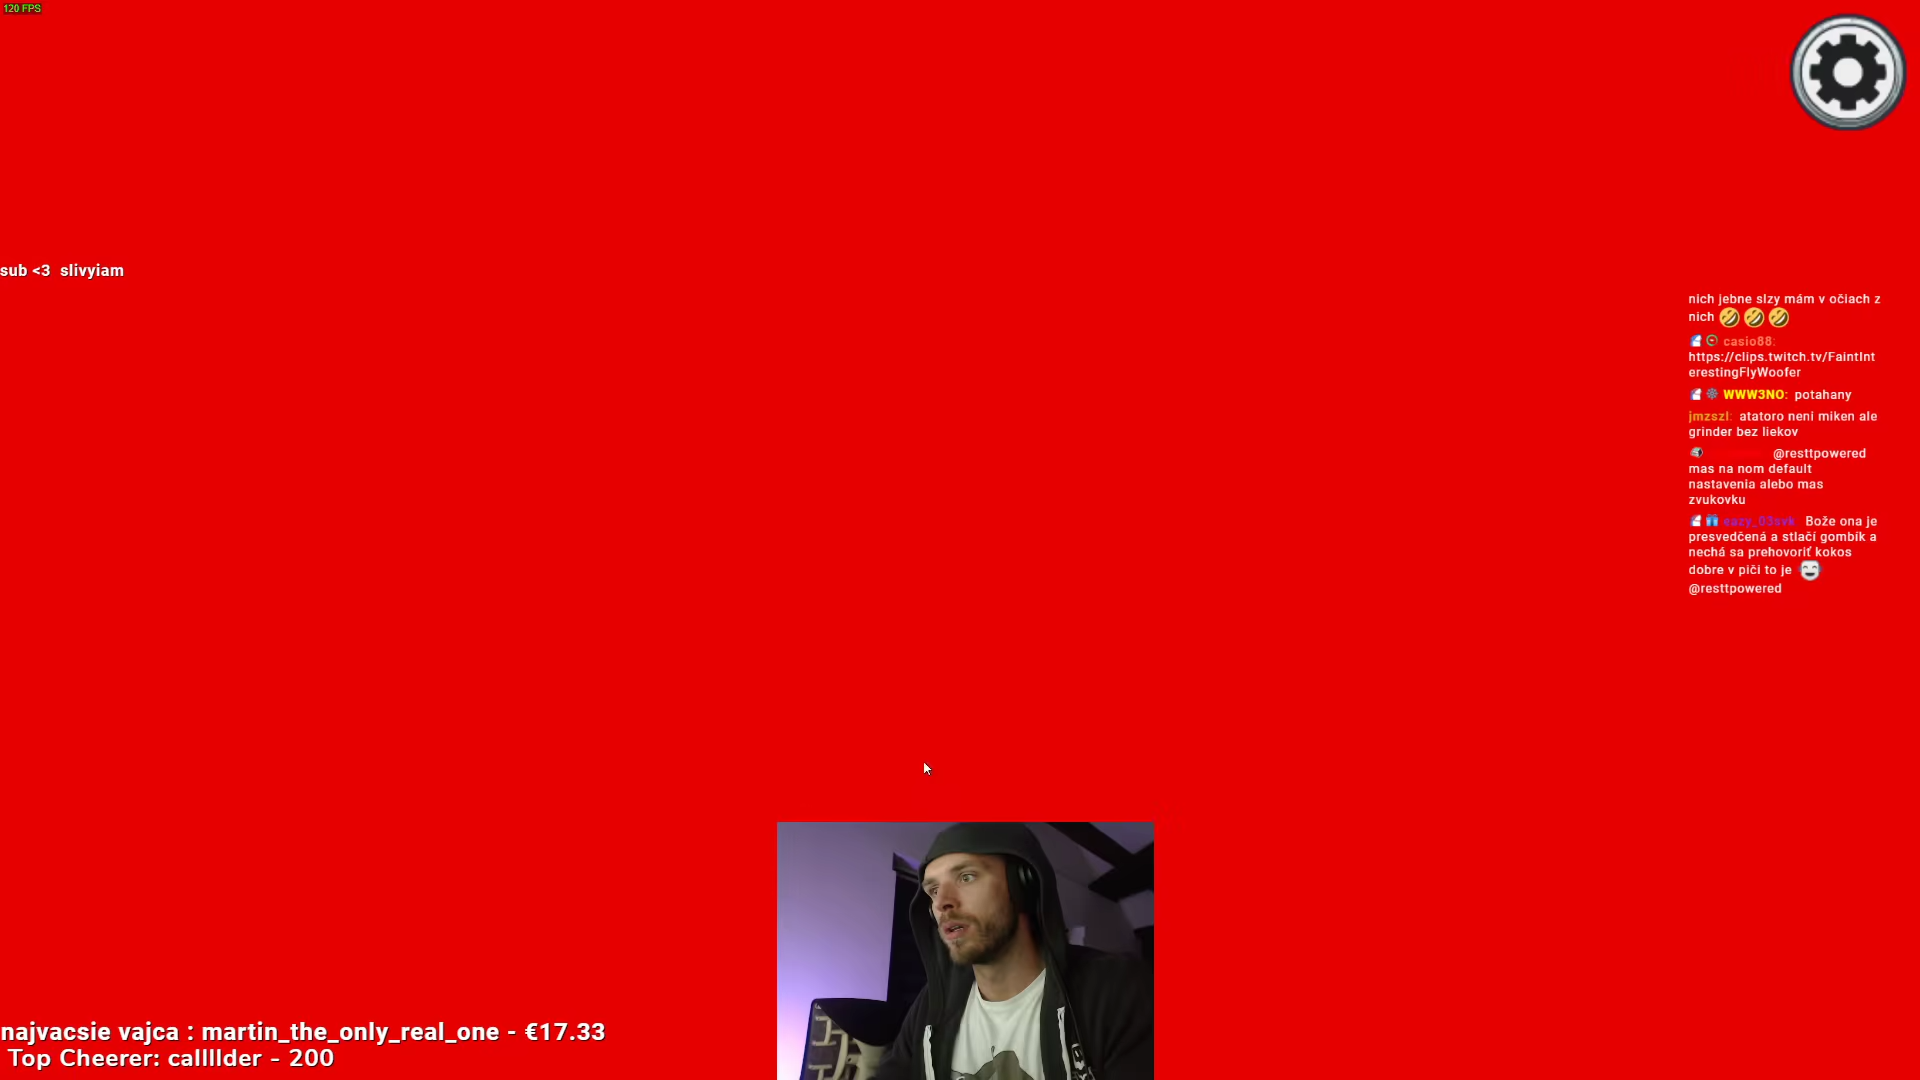 120 FPS
sub <3 slivyiam
nich jebne slzy mám v očiach z
nich
casio88:
https://clips.twitch.tv/FaintInt
erestingFlyWoofer
WWW3NO: potahany
jmzszl: atatoro neni miken ale
grinder bez liekov
@resttpowered
mas na nom default
nastavenia alebo mas
zvukovku
eazy_03svk Bože ona je
presvedčená a stlačí gombík a
nechá sa prehovoriť kokos
dobre v piči to je
@resttpowered
najvacsie vajca : martin_the_only_real_one - €17.33
Top Cheerer: callllder - 200